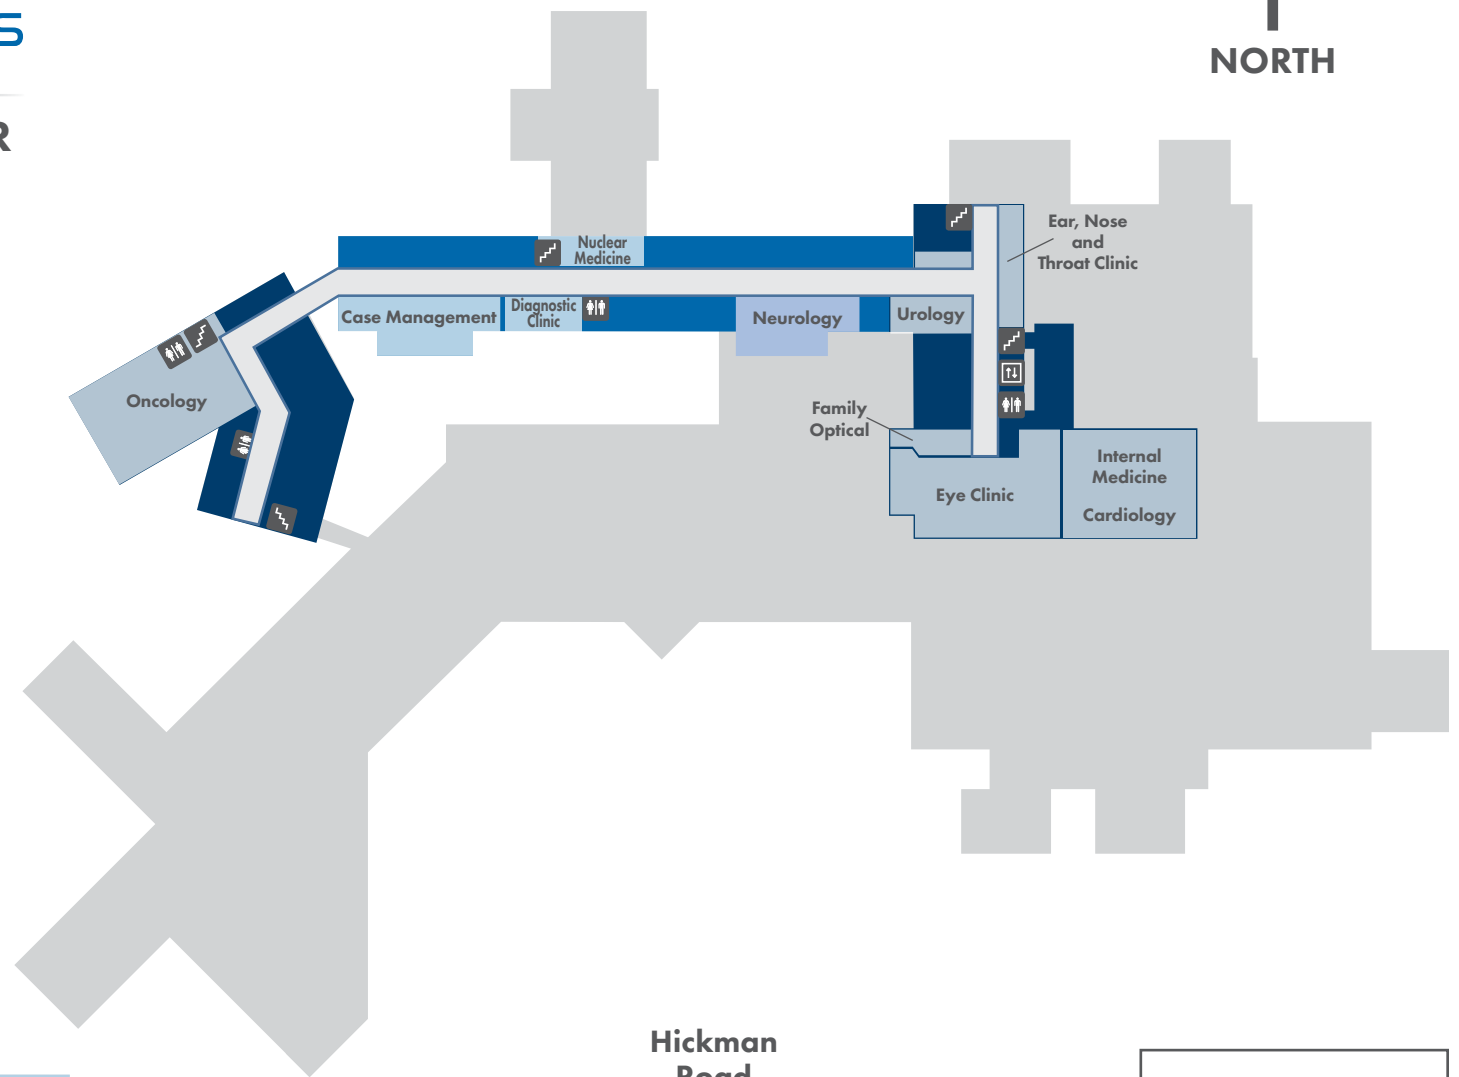 S
R
NORTH
Ear, Nose
and
Throat Clinic
Nuclear
Medicine
Case Management
Diagnostic
Clinic
Neurology
Urology
Oncology
Family
Optical
Eye Clinic
Internal
Medicine
Cardiology
Hickman
Road